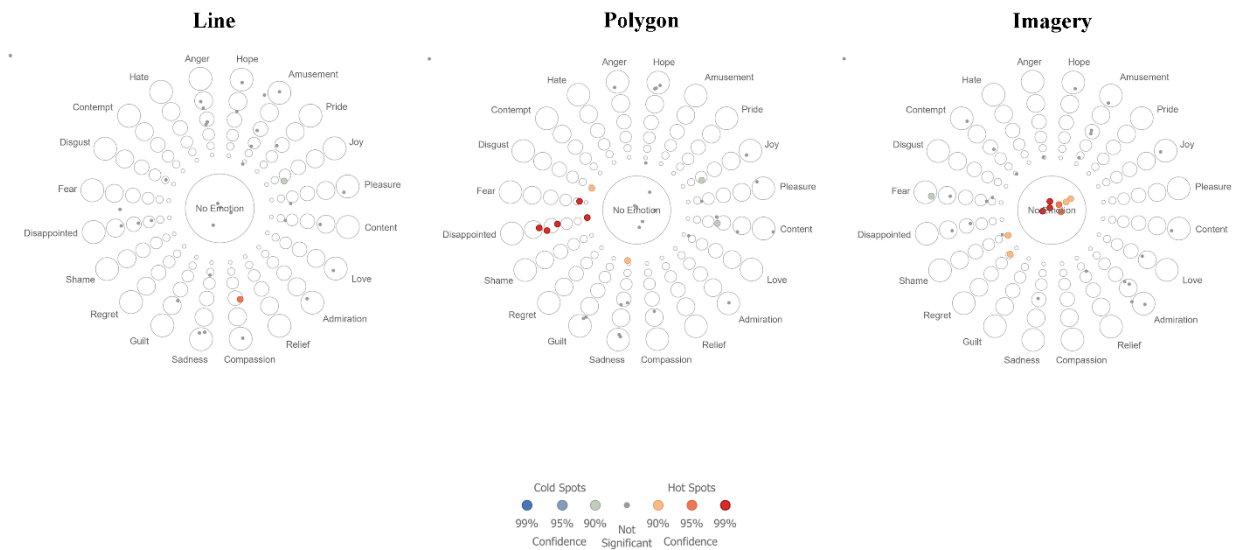 Line
Polygon
Imagery
Anger
Hope
Hate
Amusement
Contempt
Pride
Disgust
Joy
Fear
Pleasure
No Emotion
Disappointed
Content
Shame
Love
Regret
Admiration
Guilt
Relief
Sadness
Compassion
Anger
Hope
Hate
Amusement
Contempt
Pride
Disgust
Joy
Fear
Pleasure
No Emotion
Disappointed
Content
Shame
Love
Regret
Admiration
Guilt
Relief
Sadness
Compassion
Anger
Hope
Hate
Amusement
Contempt
Pride
Disgust
Joy
Fear
Pleasure
No Emotion
Disappointed
Content
Shame
Love
Regret
Admiration
Guilt
Relief
Sadness
Compassion
Cold Spots
Hot Spots
99% 95% 90% Not 90% 95% 99%
Confidence Significant Confidence